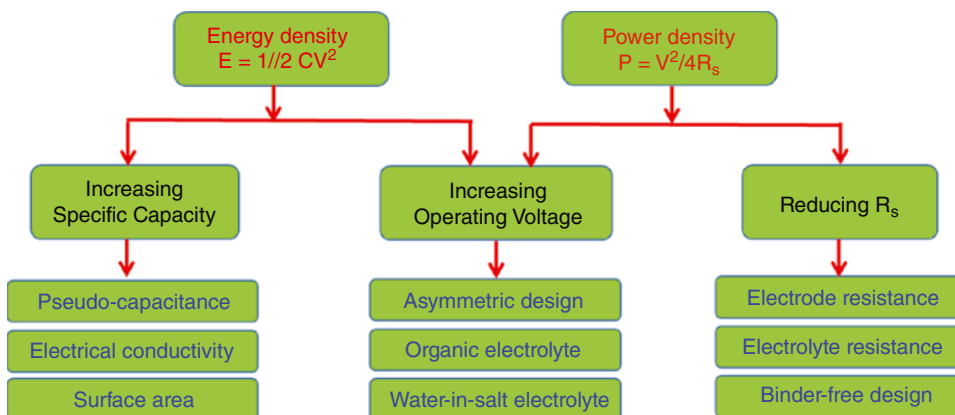 Energy density
E = 1//2 CV²
Power density
P = V²/4Rₛ
Increasing
Specific Capacity
Increasing
Operating Voltage
Reducing Rₛ
Pseudo-capacitance
Electrical conductivity
Surface area
Asymmetric design
Organic electrolyte
Water-in-salt electrolyte
Electrode resistance
Electrolyte resistance
Binder-free design